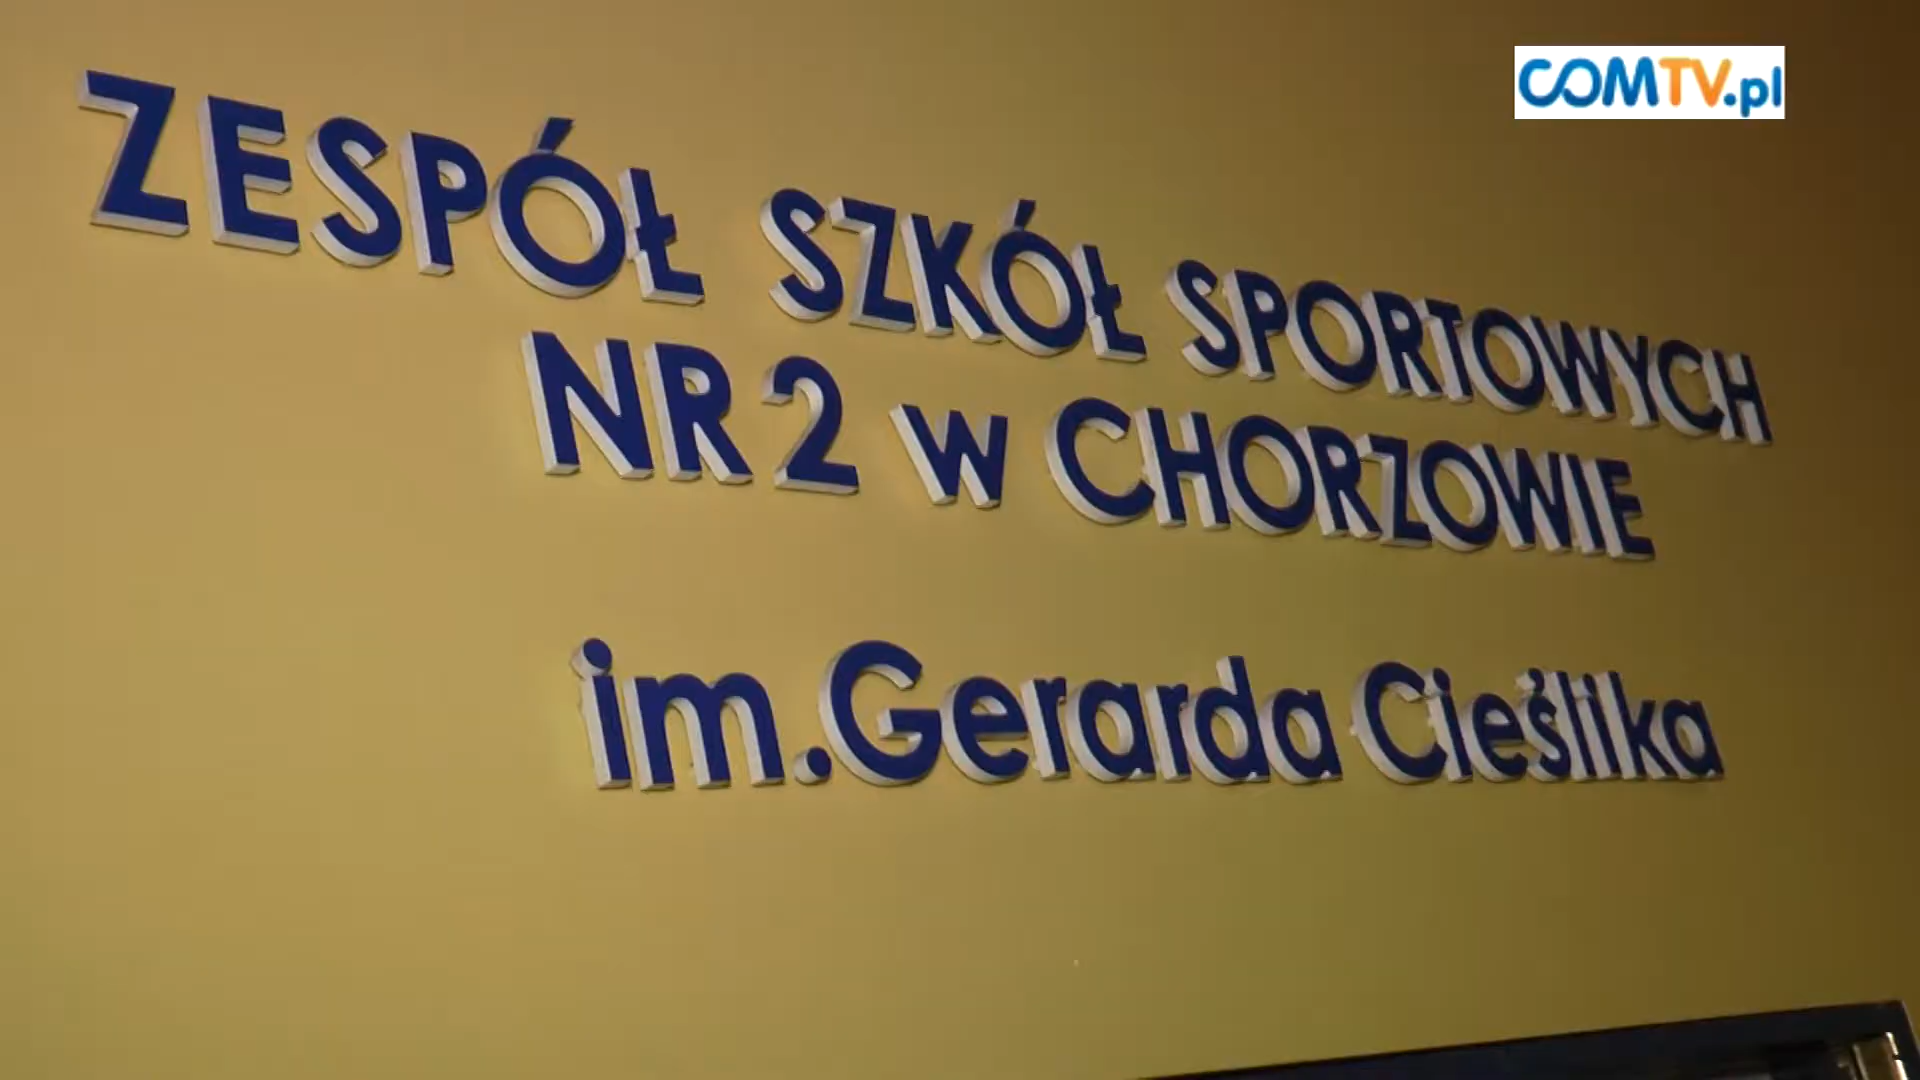 COMTV.pl
ZESPÓŁ SZKÓŁ SPORTOWYCH
NR 2 w CHORZOWIE
im. Gerarda Cieślika